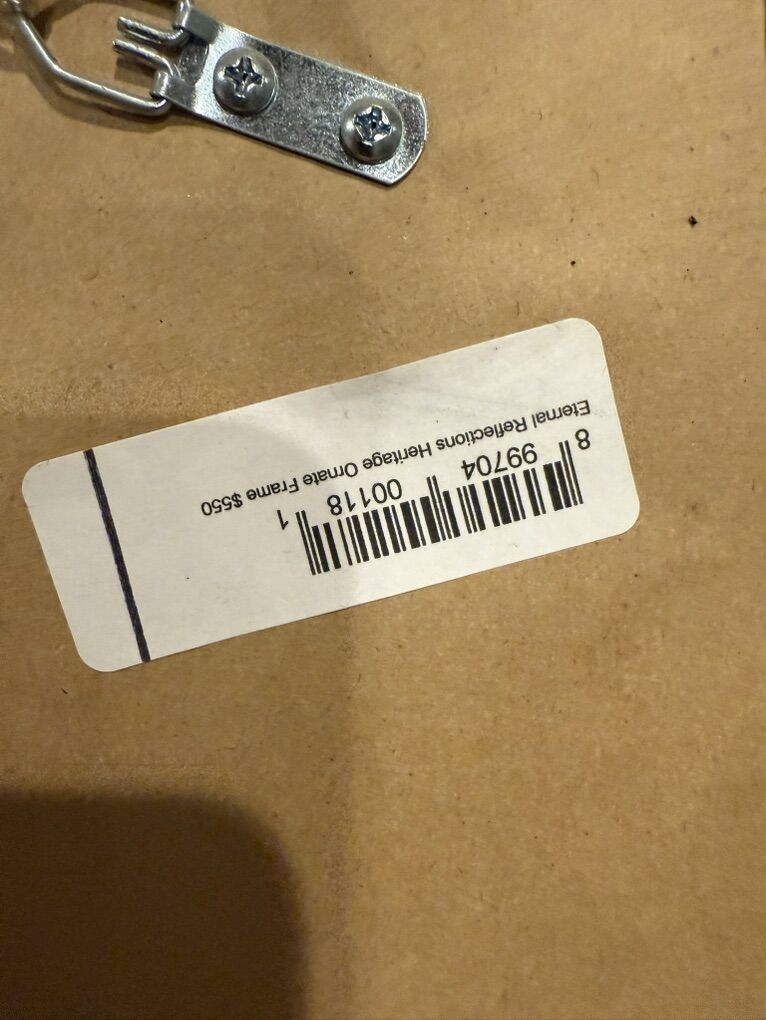 8 99704 00118 1
Eternal Reflections Heritage Ornate Frame $550